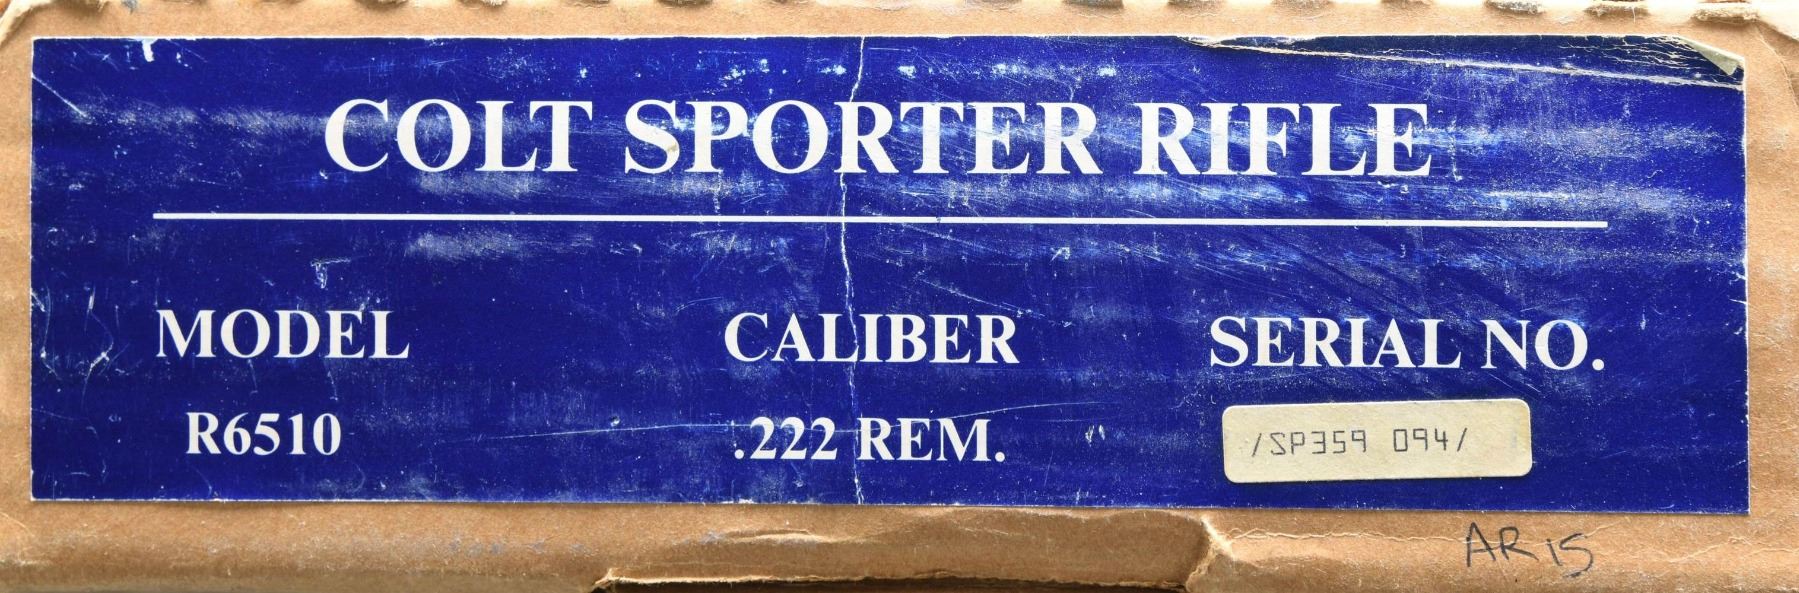 COLT SPORTER RIFLE
MODEL CALIBER SERIAL NO.
R6510 .222 REM. /SP359 094/
AR15